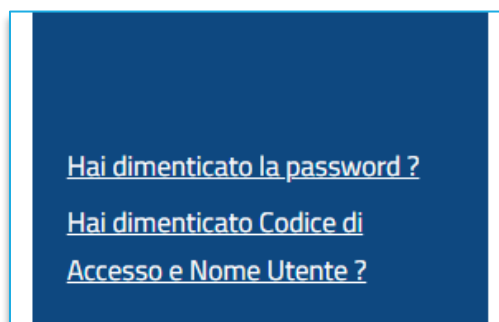 Hai dimenticato la password ?
Hai dimenticato Codice di
Accesso e Nome Utente ?